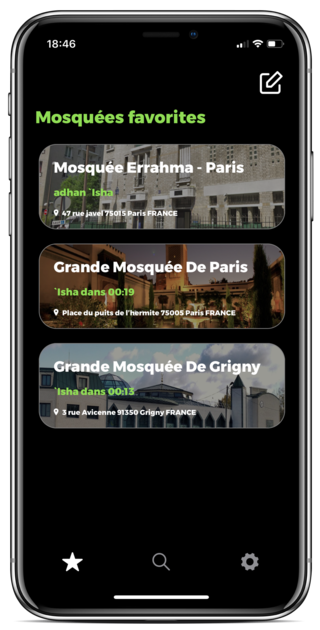 18:46
Mosquées favorites
Mosquée Errahma - Paris
adhan `Isha
47 rue javel 75015 Paris FRANCE
Grande Mosquée De Paris
`Isha dans 00:19
Place du puits de l'hermite 75005 Paris FRANCE
Grande Mosquée De Grigny
`Isha dans 00:13
3 rue Avicenne 91350 Grigny FRANCE